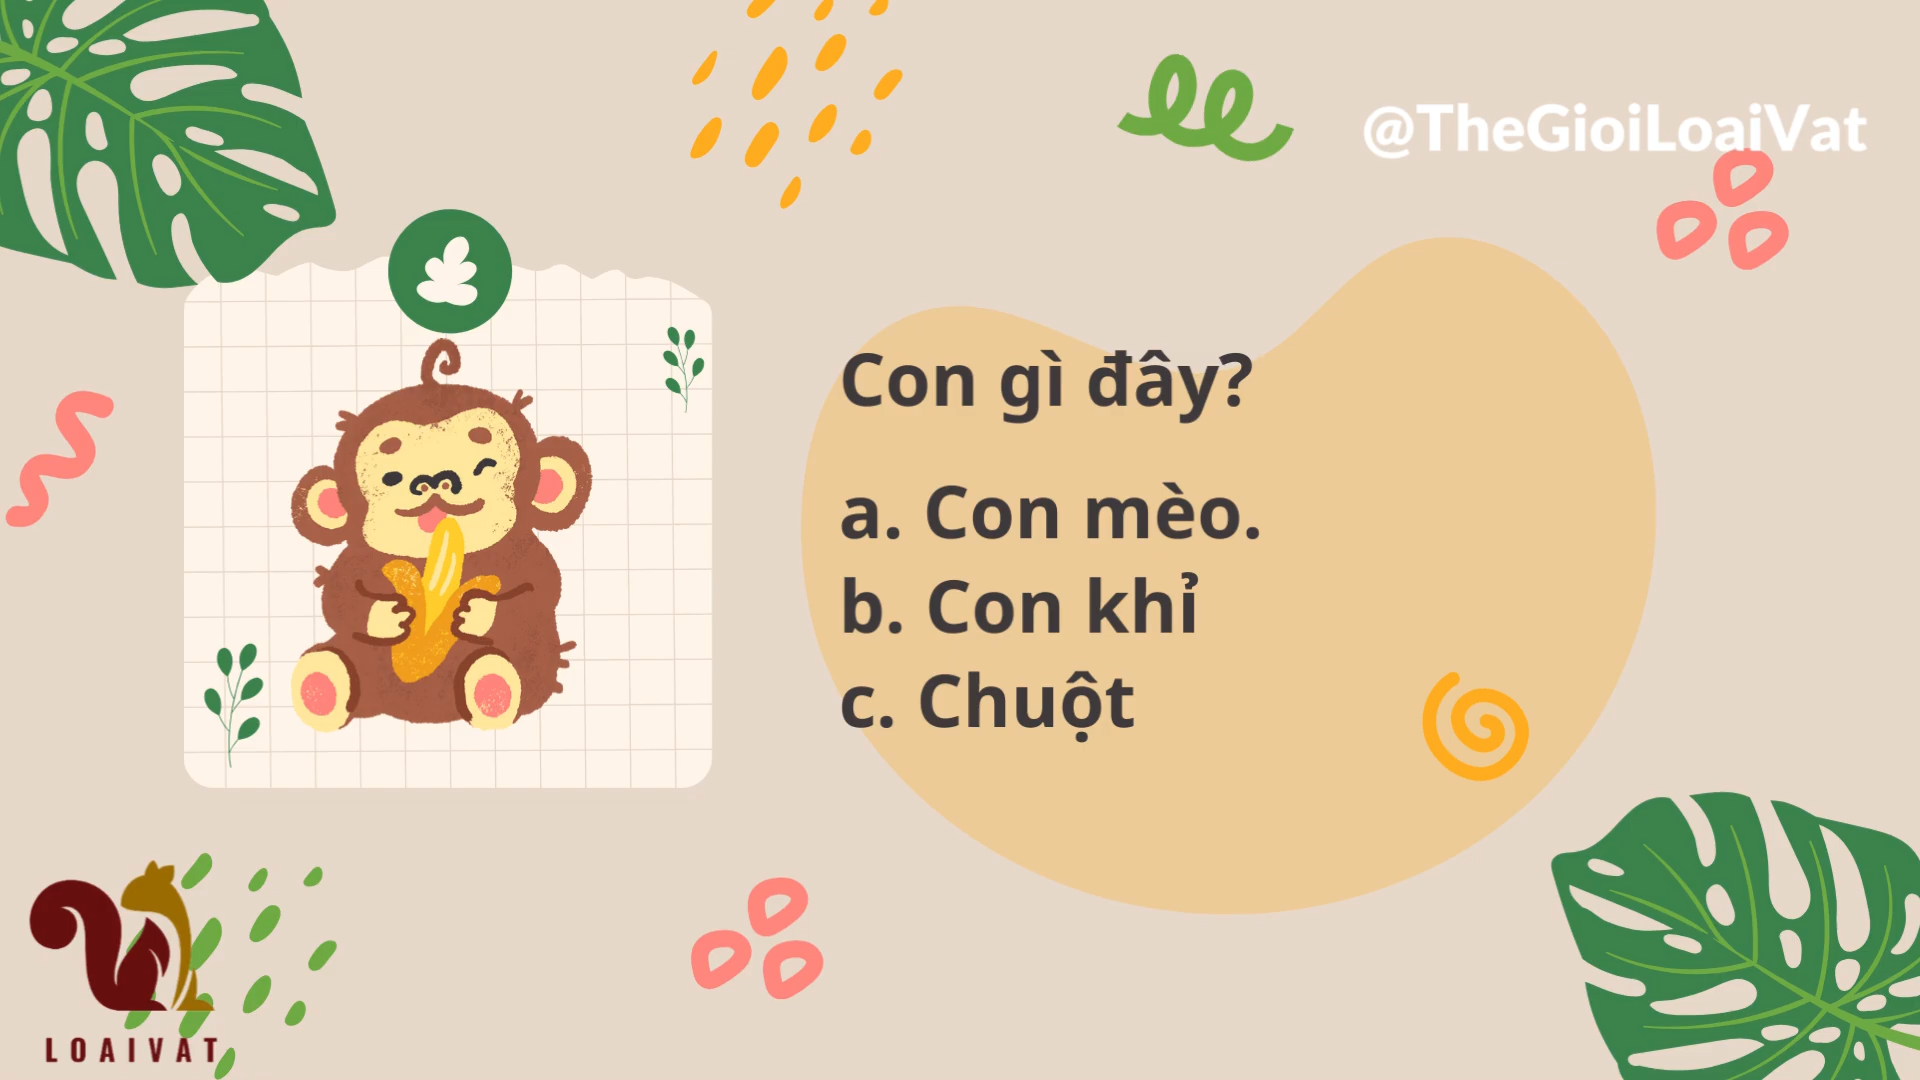 @TheGioiLoaiVat
Con gì đây?
a. Con mèo.
b. Con khỉ
c. Chuột
LOAIVAT